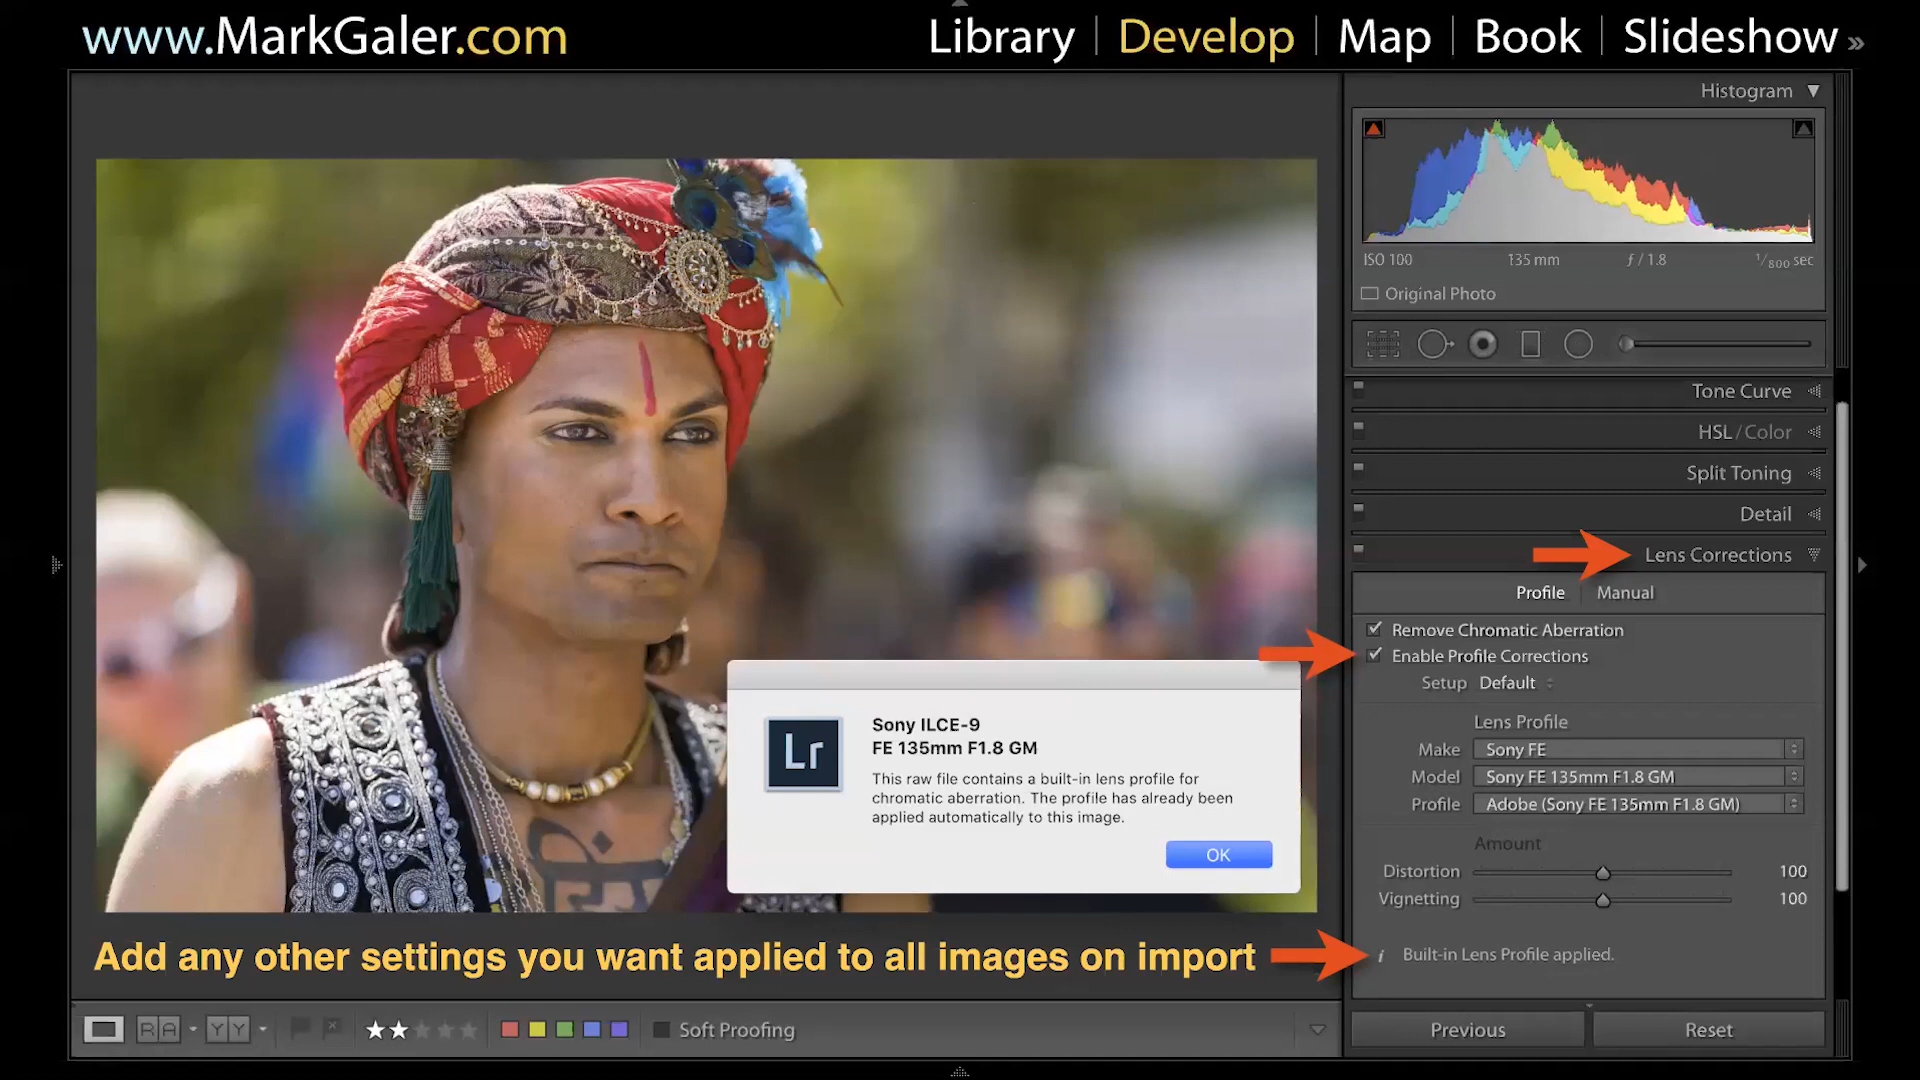 www.MarkGaler.com
Library | Develop | Map | Book | Slideshow »
Histogram
ISO 100 135 mm ƒ / 1.8 1/800 sec
Original Photo
Tone Curve
HSL / Color
Split Toning
Detail
Lens Corrections
Profile | Manual
Remove Chromatic Aberration
Enable Profile Corrections
Setup Default
Lens Profile
Make Sony FE
Model Sony FE 135mm F1.8 GM
Profile Adobe (Sony FE 135mm F1.8 GM)
Amount
Distortion 100
Vignetting 100
i Built-in Lens Profile applied.
Lr
Sony ILCE-9
FE 135mm F1.8 GM
This raw file contains a built-in lens profile for
chromatic aberration. The profile has already been
applied automatically to this image.
OK
Add any other settings you want applied to all images on import
R A Y Y Soft Proofing
Previous Reset